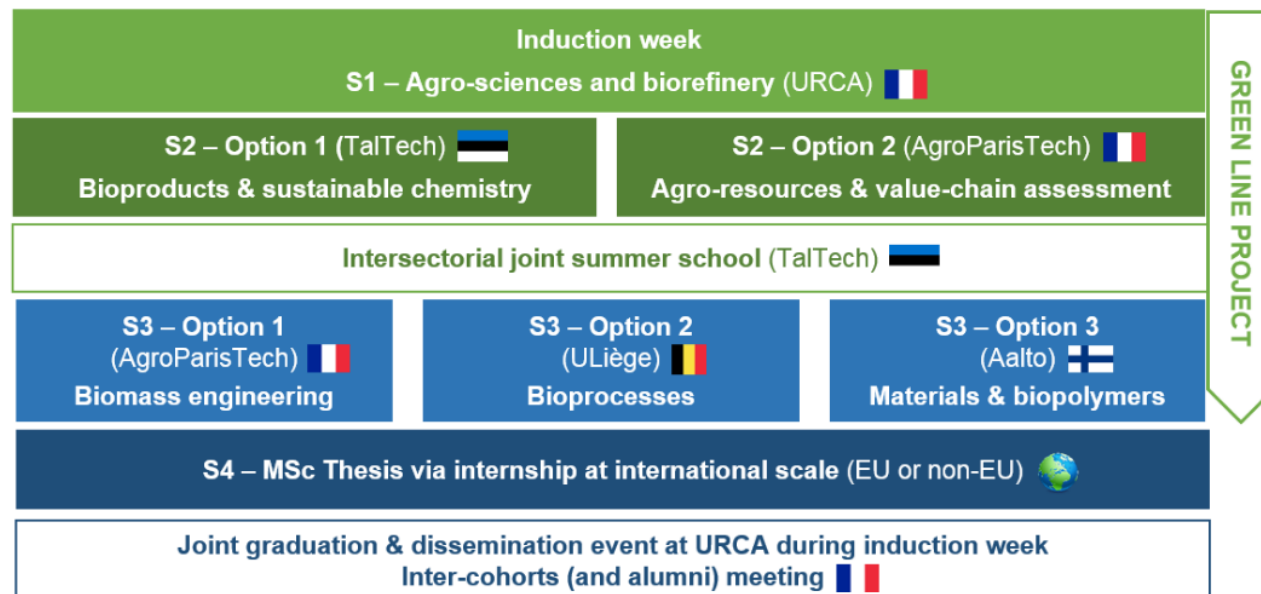 Induction week
S1 – Agro-sciences and biorefinery (URCA)
S2 – Option 1 (TalTech)
Bioproducts & sustainable chemistry
S2 – Option 2 (AgroParisTech)
Agro-resources & value-chain assessment
Intersectorial joint summer school (TalTech)
S3 – Option 1
(AgroParisTech)
Biomass engineering
S3 – Option 2
(ULiège)
Bioprocesses
S3 – Option 3
(Aalto)
Materials & biopolymers
S4 – MSc Thesis via internship at international scale (EU or non-EU)
Joint graduation & dissemination event at URCA during induction week
Inter-cohorts (and alumni) meeting
GREEN LINE PROJECT